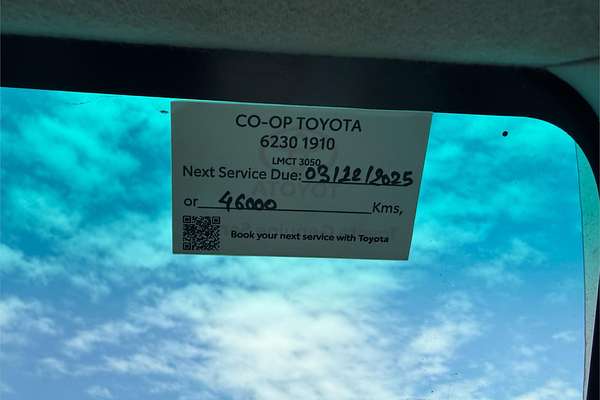 CO-OP TOYOTA
6230 1910
LMCT 3050
Next Service Due: 03/22/2025
or 46000 Kms,
Book your next service with Toyota